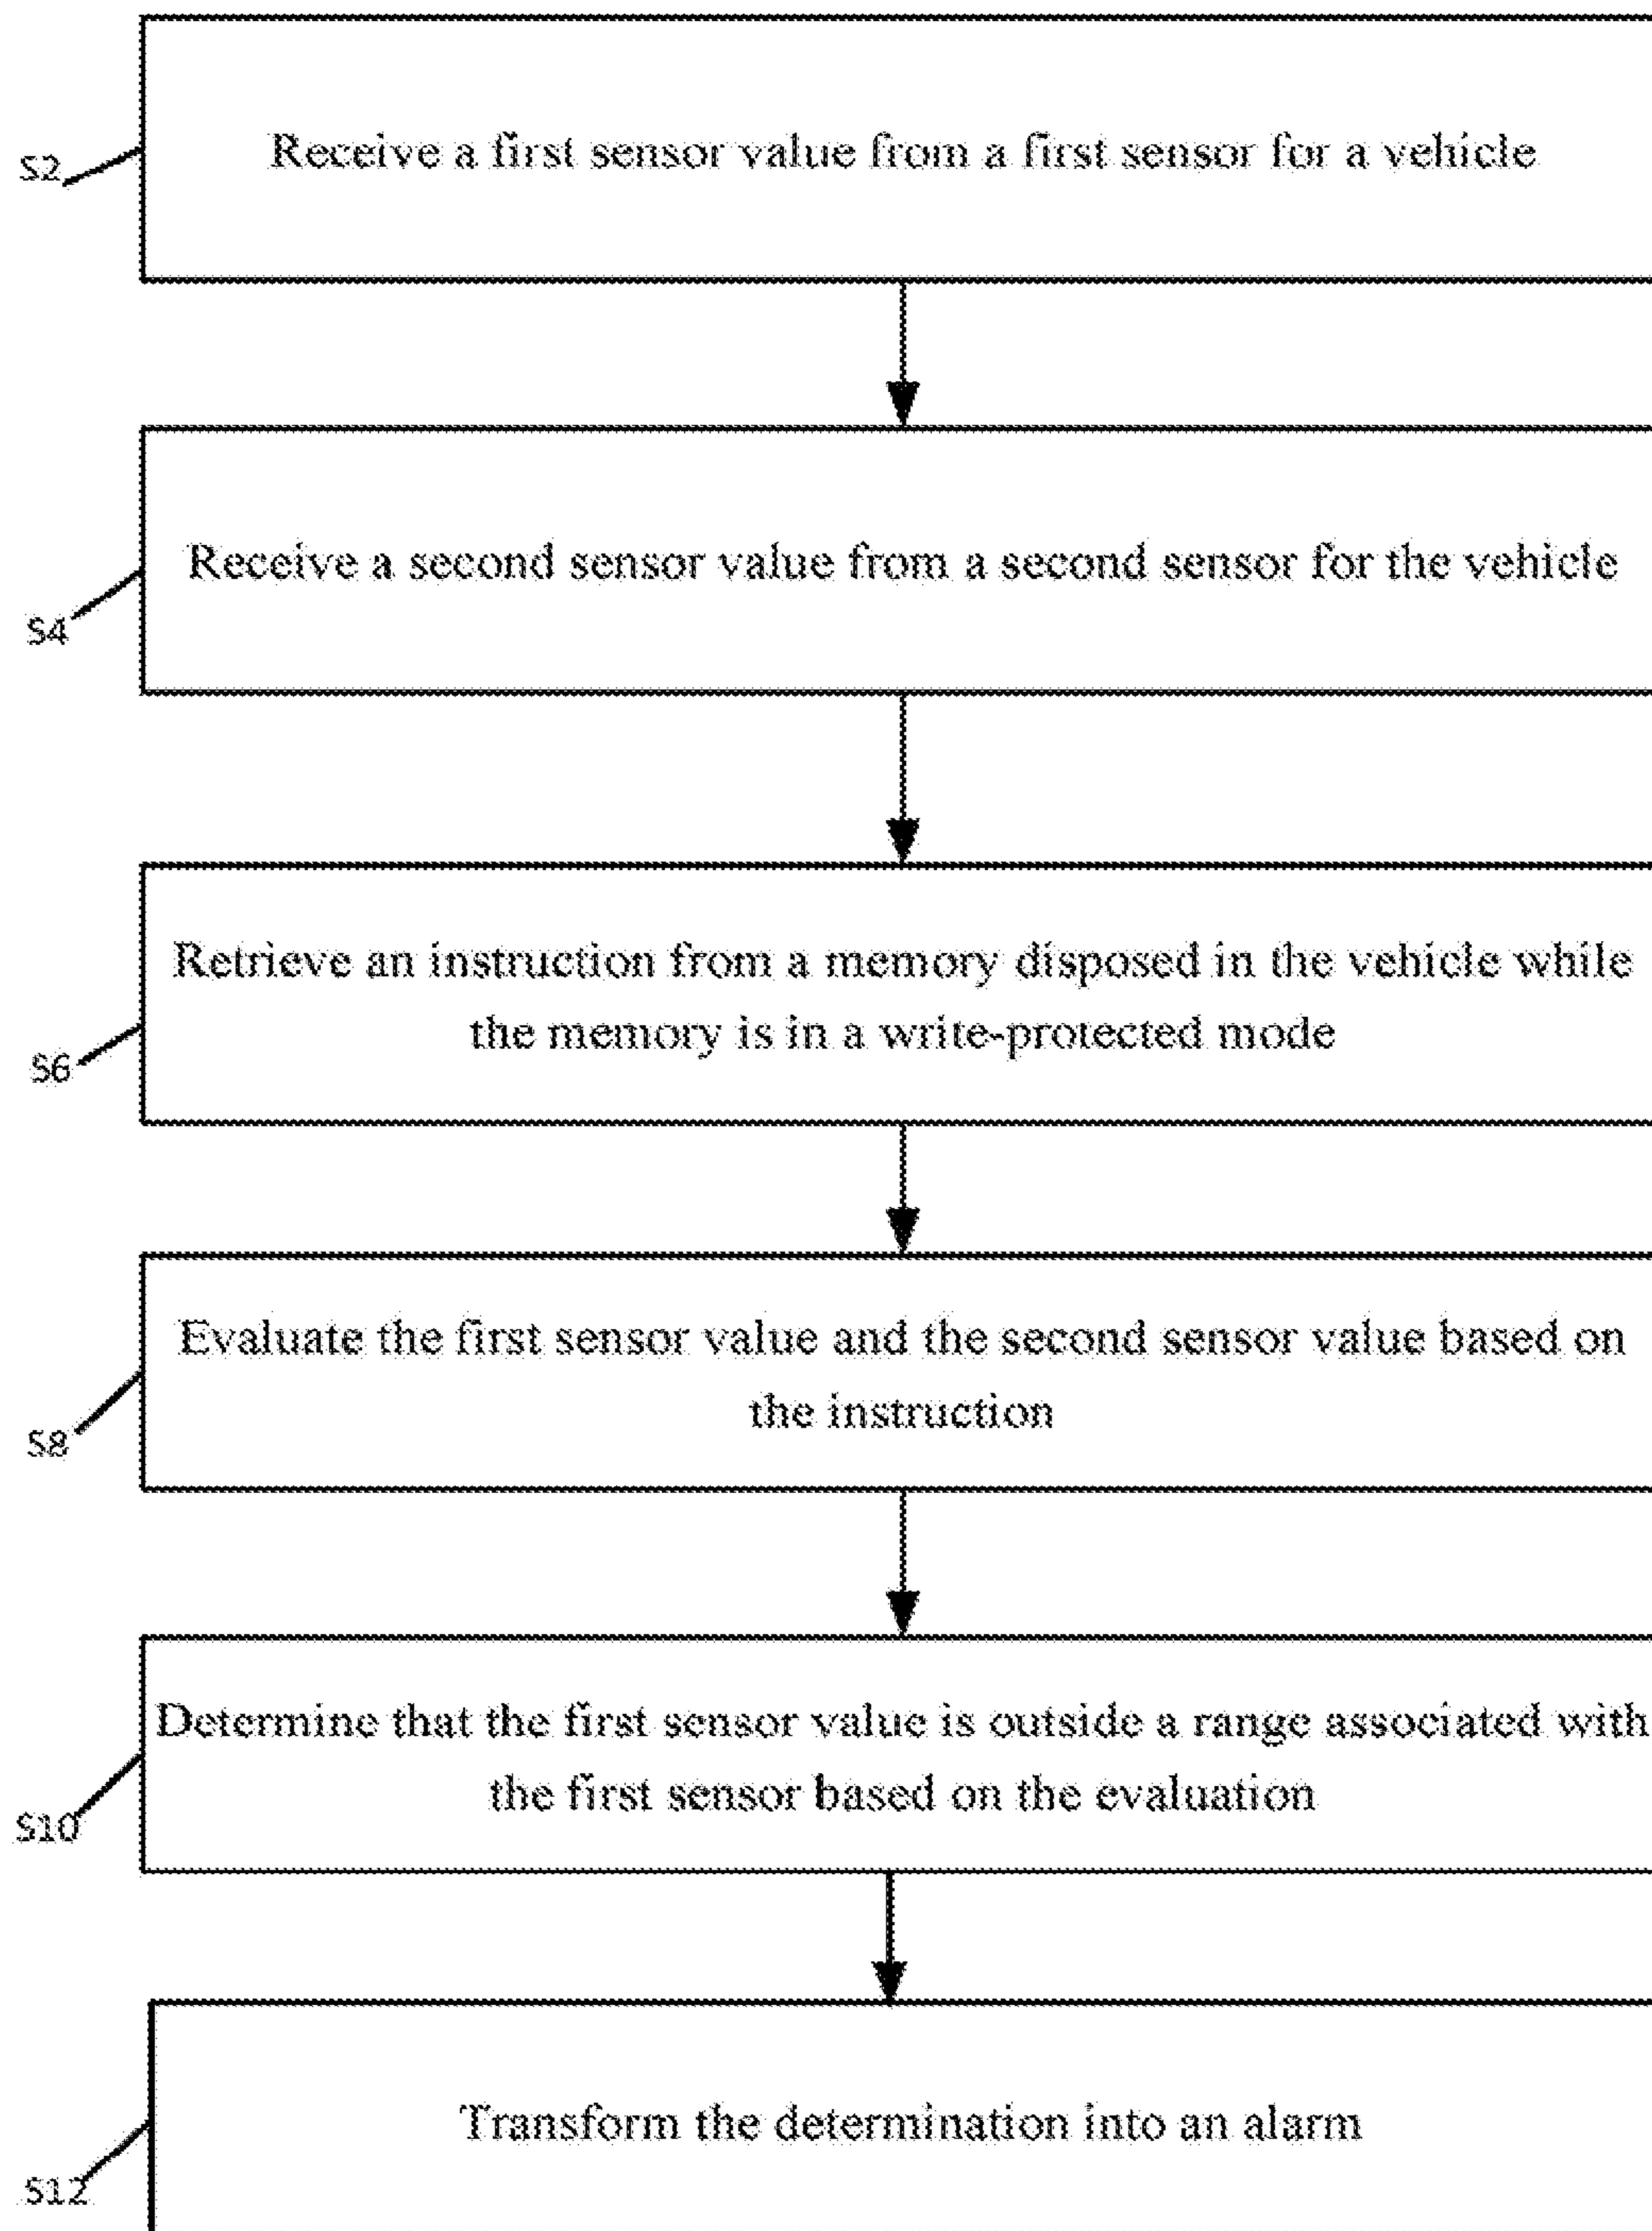 Receive a first sensor value from a first sensor for a vehicle
S2
Receive a second sensor value from a second sensor for the vehicle
S4
Retrieve an instruction from a memory disposed in the vehicle while
the memory is in a write-protected mode
S6
Evaluate the first sensor value and the second sensor value based on
the instruction
S8
Determine that the first sensor value is outside a range associated with
the first sensor based on the evaluation
S10
Transform the determination into an alarm
S12